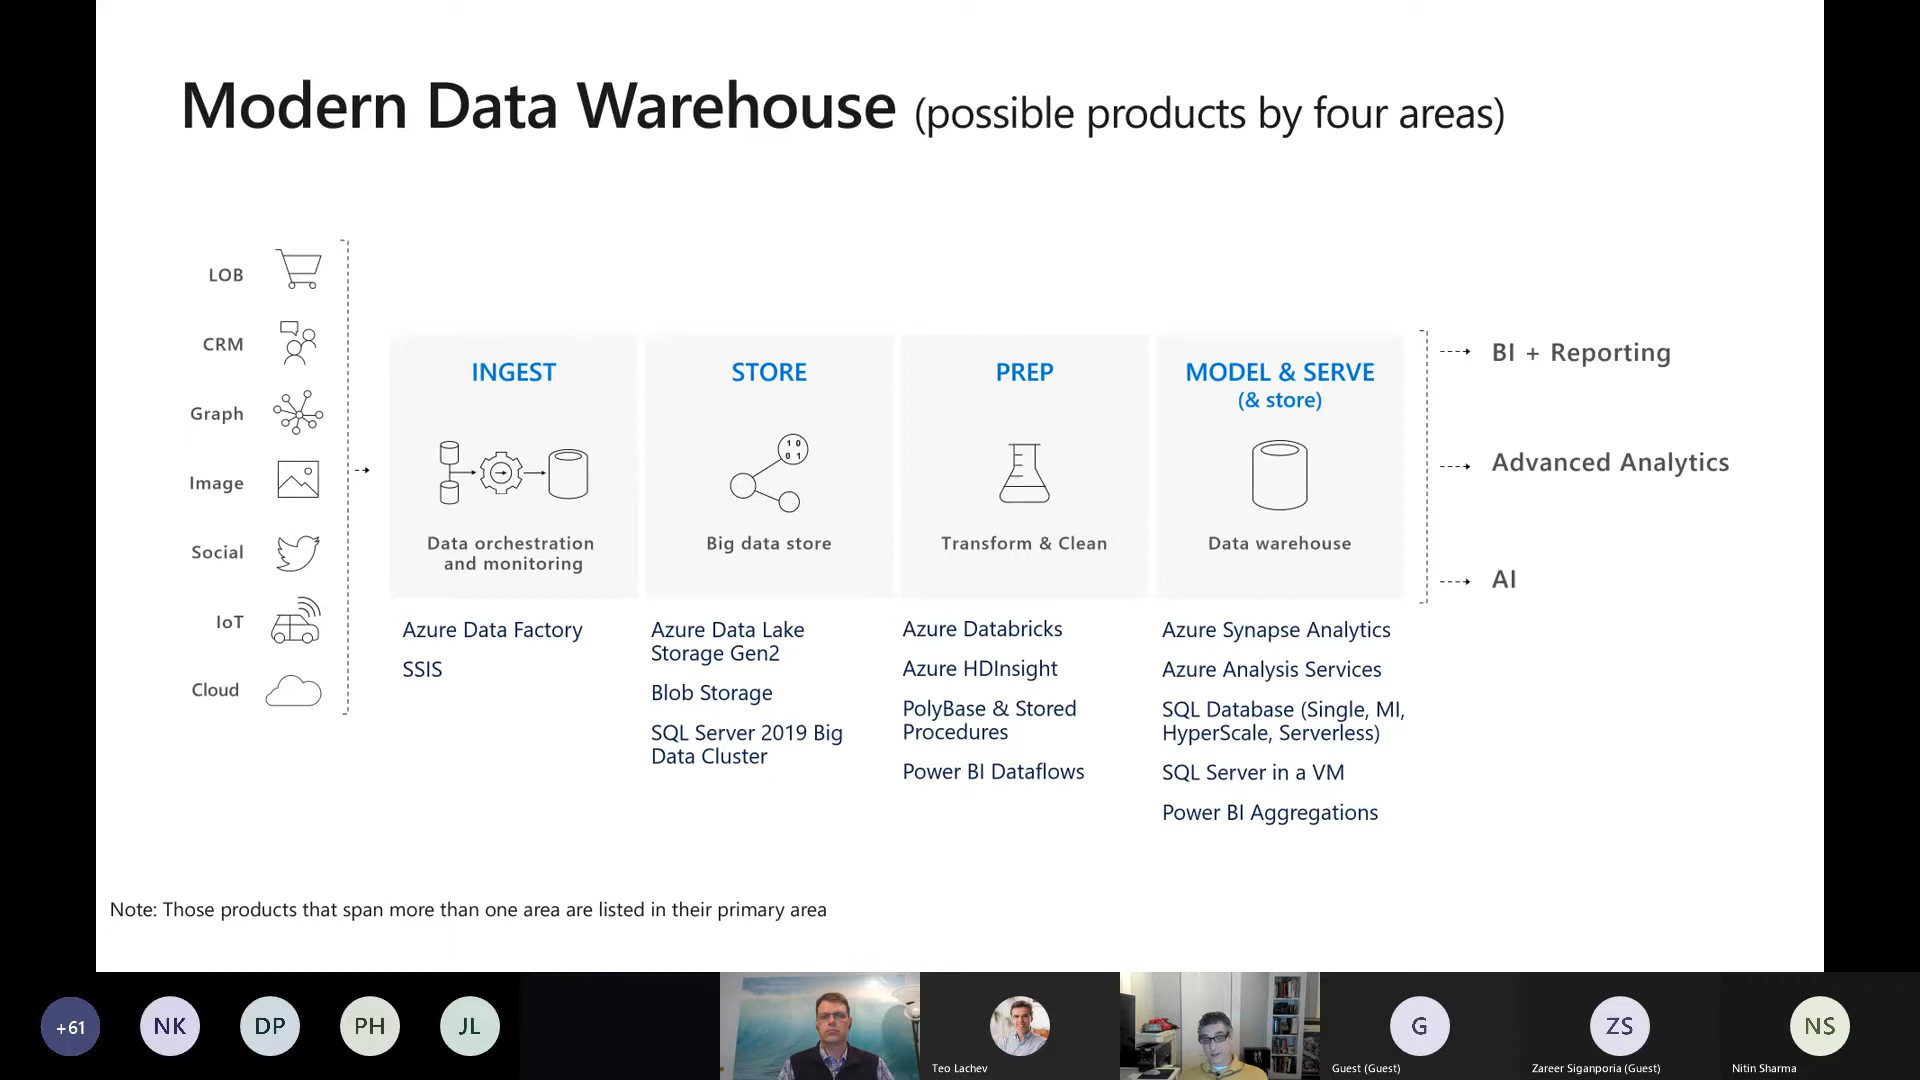 Modern Data Warehouse (possible products by four areas)
LOB
CRM
Graph
Image
Social
IoT
Cloud
INGEST
Data orchestration
and monitoring
Azure Data Factory
SSIS
STORE
10
01
Big data store
Azure Data Lake
Storage Gen2
Blob Storage
SQL Server 2019 Big
Data Cluster
PREP
Transform & Clean
Azure Databricks
Azure HDInsight
PolyBase & Stored
Procedures
Power BI Dataflows
MODEL & SERVE
(& store)
Data warehouse
Azure Synapse Analytics
Azure Analysis Services
SQL Database (Single, MI,
HyperScale, Serverless)
SQL Server in a VM
Power BI Aggregations
BI + Reporting
Advanced Analytics
AI
Note: Those products that span more than one area are listed in their primary area
+61
NK
DP
PH
JL
Teo Lachev
G
Guest (Guest)
ZS
Zareer Siganporia (Guest)
NS
Nitin Sharma